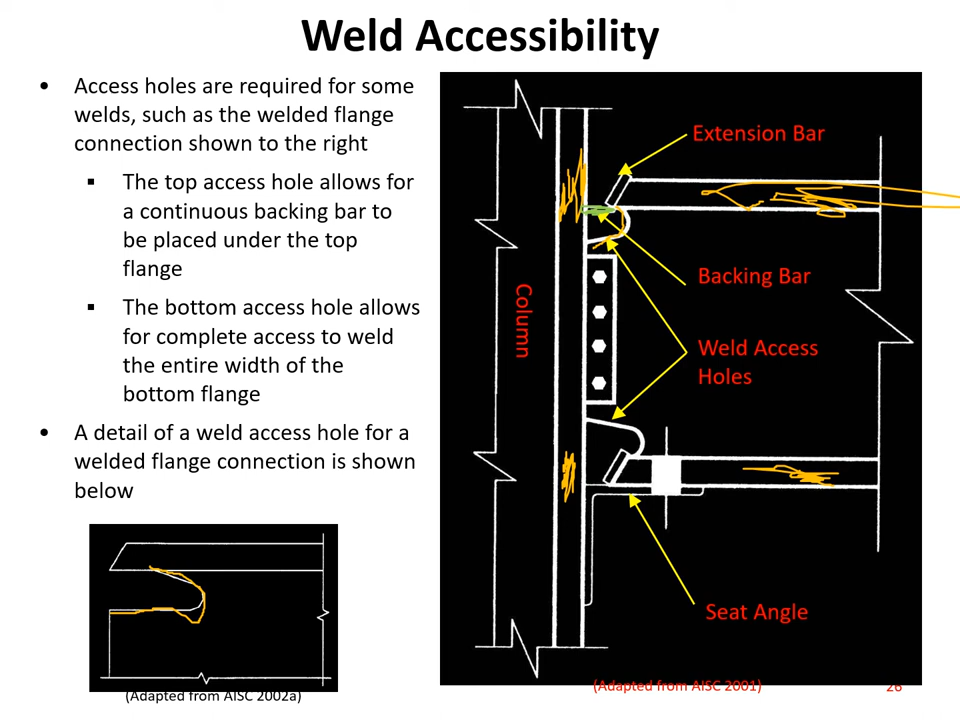 Weld Accessibility
• Access holes are required for some
welds, such as the welded flange
connection shown to the right
▪ The top access hole allows for
a continuous backing bar to
be placed under the top
flange
▪ The bottom access hole allows
for complete access to weld
the entire width of the
bottom flange
• A detail of a weld access hole for a
welded flange connection is shown
below
(Adapted from AISC 2002a)
Extension Bar
Backing Bar
Column
Weld Access
Holes
Seat Angle
(Adapted from AISC 2001)
26